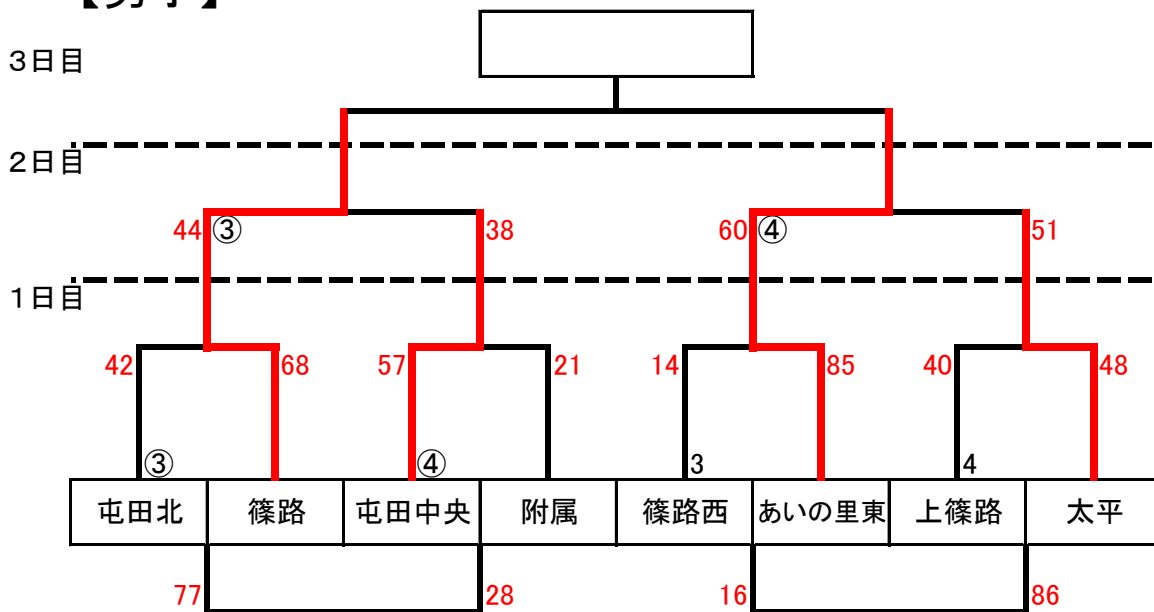 【男子】
3日目
2日目
44 ③ 38 60 ④ 51
1日目
42 68 57 21 14 85 40 48
③ ④ 3 4
屯田北 篠路 屯田中央 附属 篠路西 あいの里東 上篠路 太平
77 28 16 86